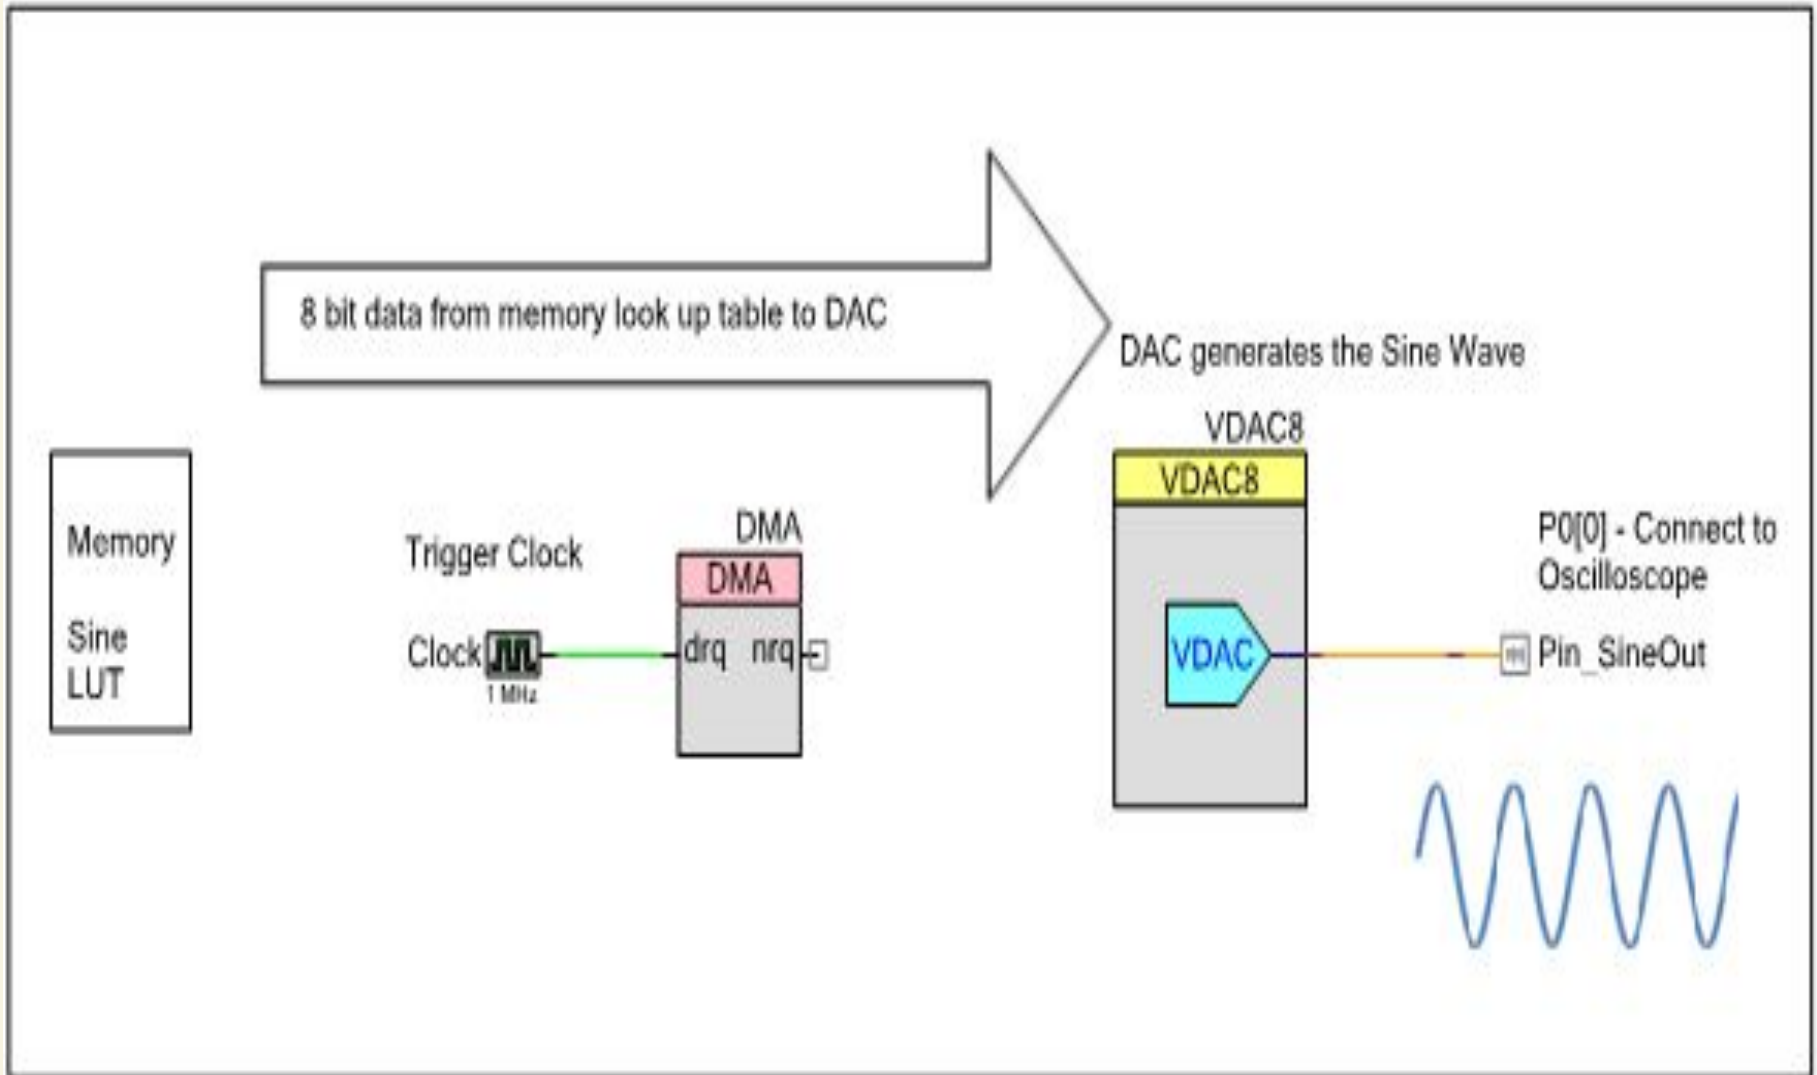 8 bit data from memory look up table to DAC
DAC generates the Sine Wave
VDAC8
VDAC8
VDAC
P0[0] - Connect to
Oscilloscope
Pin_SineOut
Memory
Sine
LUT
Trigger Clock
Clock
1 MHz
DMA
DMA
drq nrq